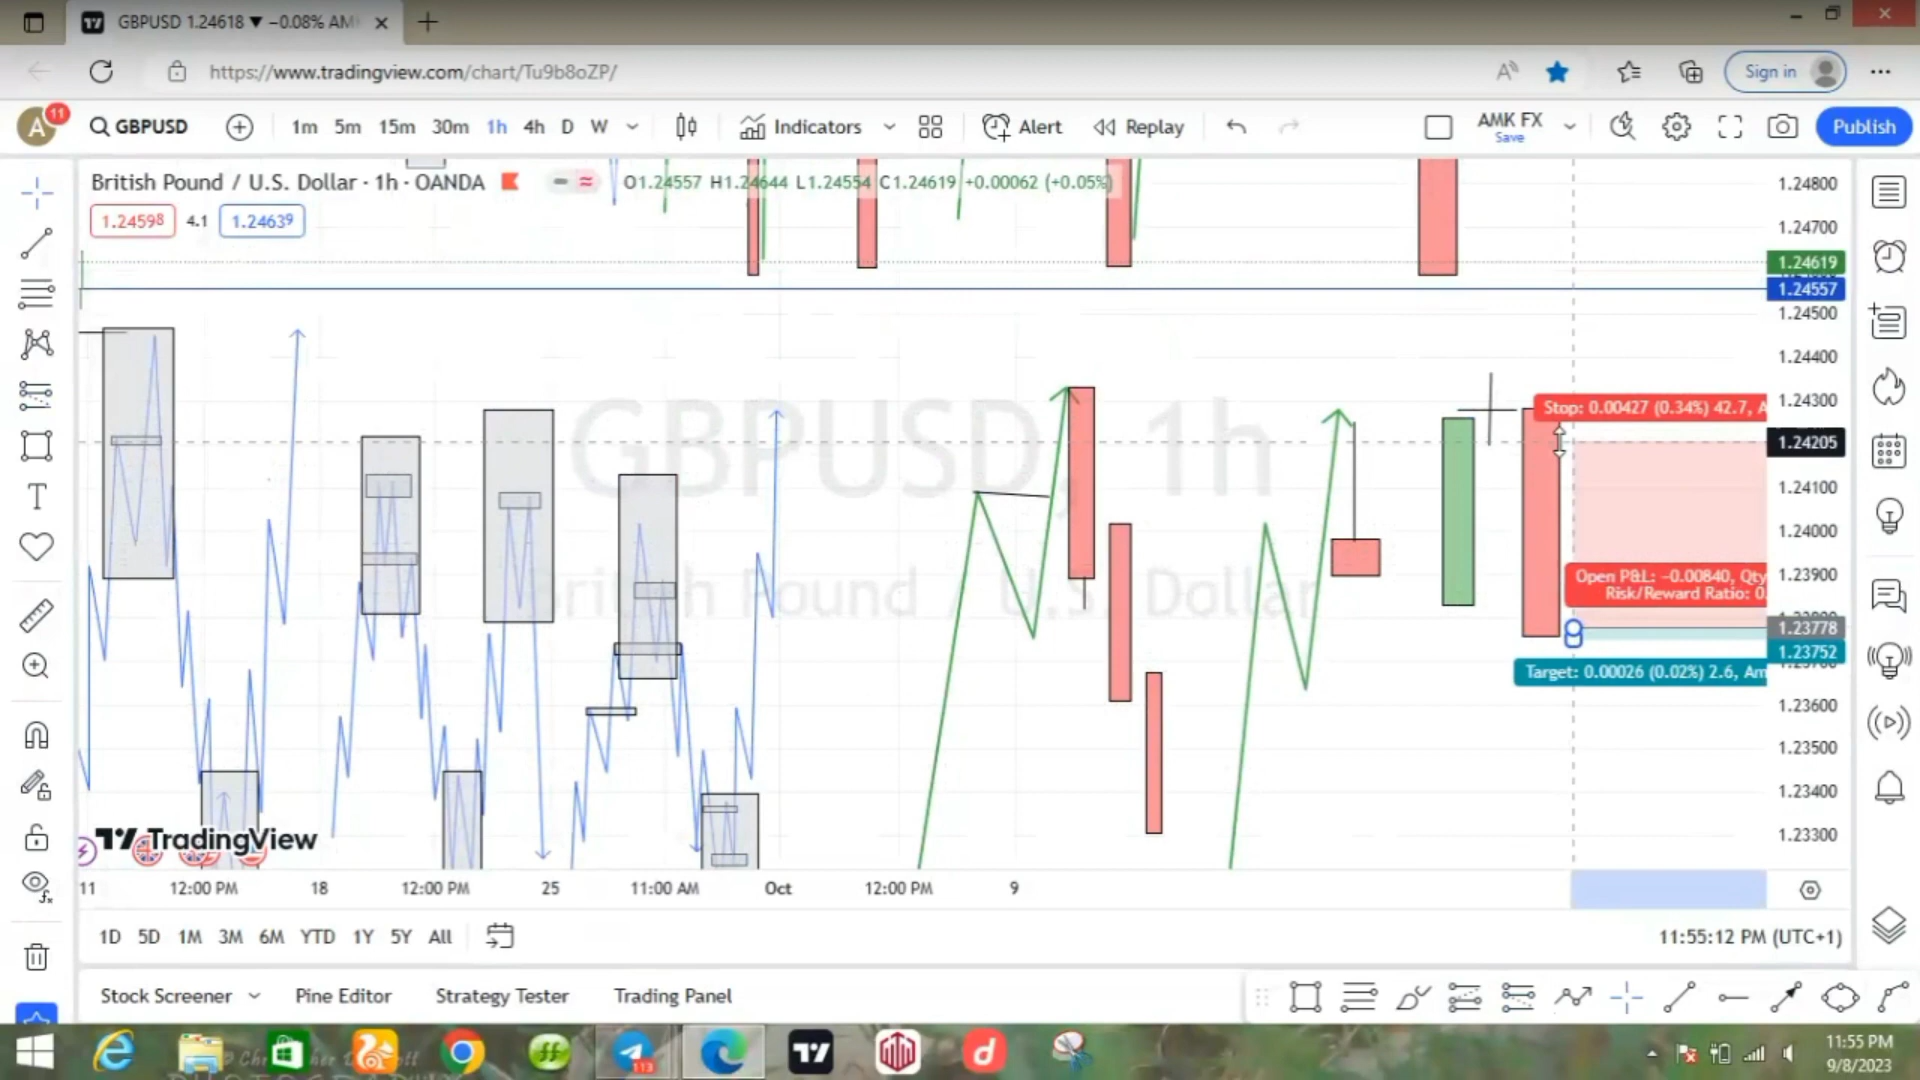 GBPUSD 1.24618 ▼ −0.08% AM
https://www.tradingview.com/chart/Tu9b8oZP/
Sign in
A
11
GBPUSD
1m 5m 15m 30m 1h 4h D W
Indicators
Alert
Replay
AMK FX
Save
Publish
British Pound / U.S. Dollar · 1h · OANDA
O1.24557 H1.24644 L1.24554 C1.24619 +0.00062 (+0.05%)
1.24598 4.1 1.24639
GBPUSD, 1h
British Pound / U.S. Dollar
1.24800
1.24700
1.24619
1.24557
1.24500
1.24400
1.24300
1.24205
1.24100
1.24000
1.23900
1.23778
1.23752
1.23600
1.23500
1.23400
1.23300
Stop: 0.00427 (0.34%) 42.7, A
Open P&L: −0.00840, Qty
Risk/Reward Ratio: 0.
Target: 0.00026 (0.02%) 2.6, Am
TradingView
11 12:00 PM 18 12:00 PM 25 11:00 AM Oct 12:00 PM 9
1D 5D 1M 3M 6M YTD 1Y 5Y All
11:55:12 PM (UTC+1)
Stock Screener Pine Editor Strategy Tester Trading Panel
113
11:55 PM
9/8/2023